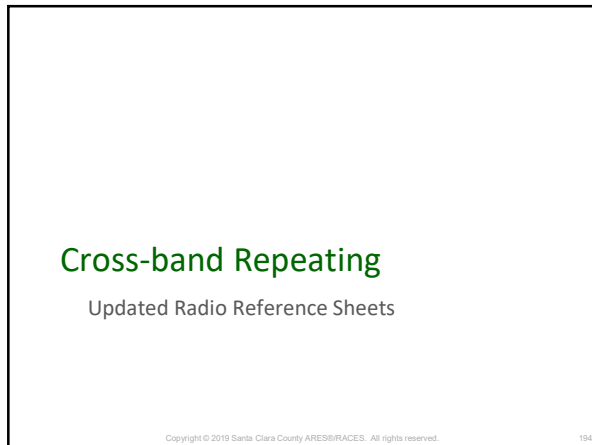 Cross-band Repeating
Updated Radio Reference Sheets
Copyright © 2019 Santa Clara County ARES®/RACES. All rights reserved.
194